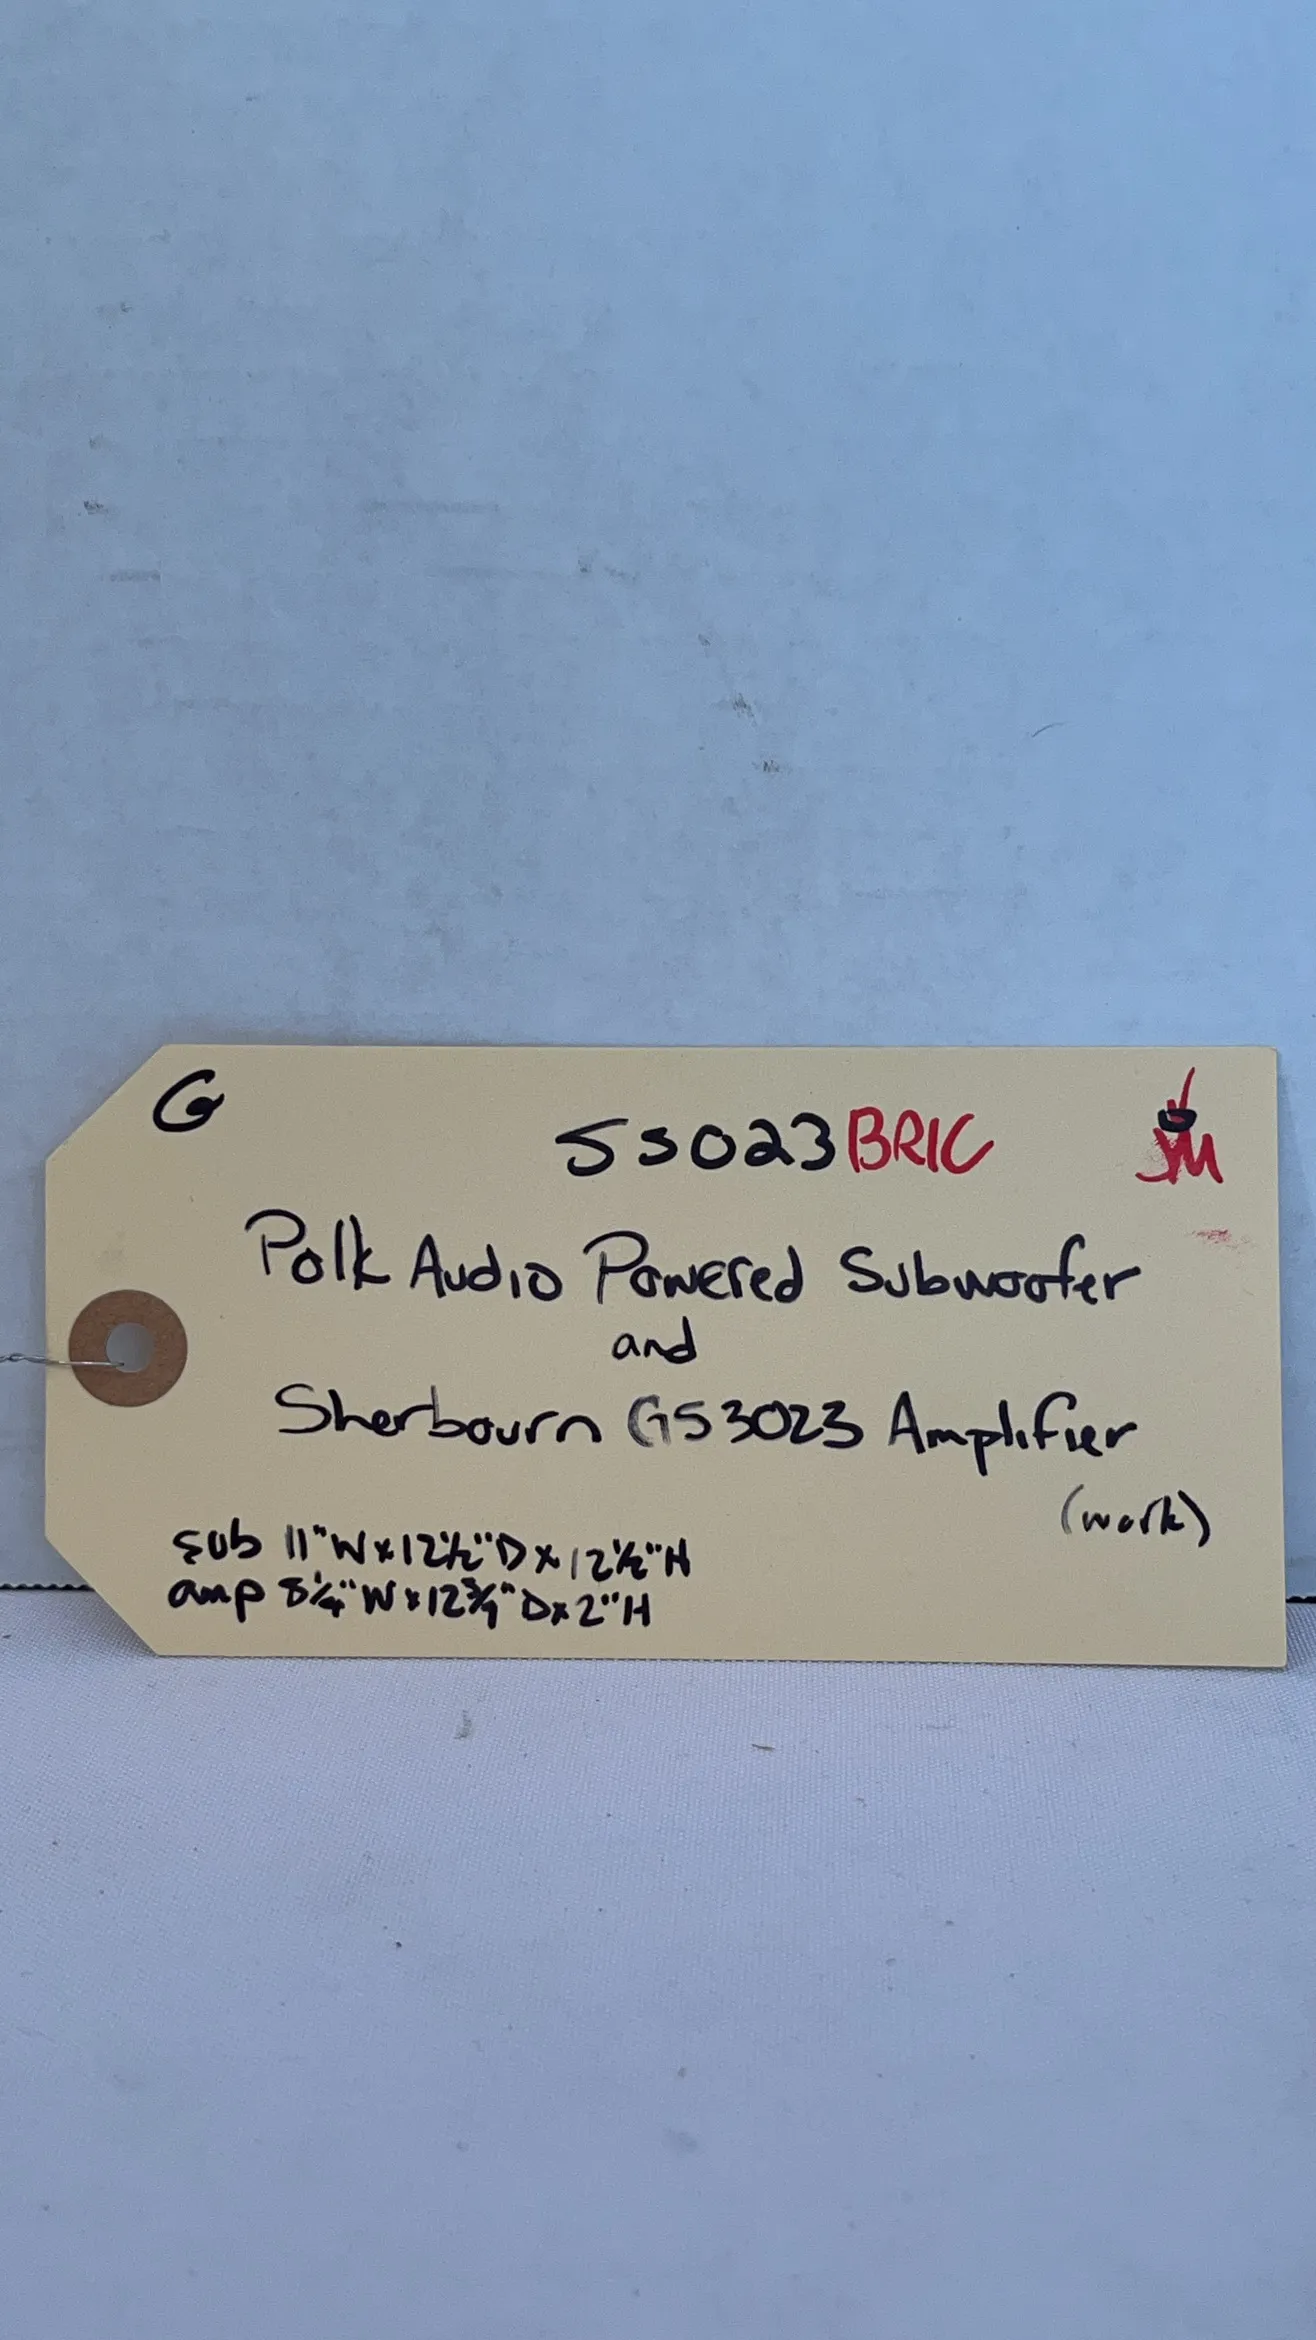 G
55023BRIC
JM
Polk Audio Powered Subwoofer
and
Sherbourn GS3023 Amplifier
(work)
sub 11"W x 12½"D x 12½"H
amp 8¼"W x 12¾"D x 2"H